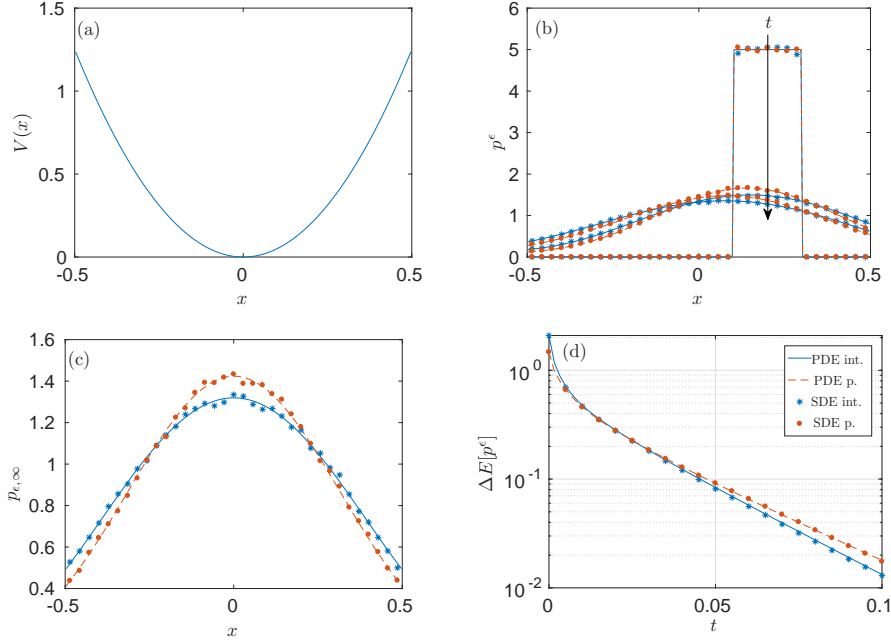 (a)
1.5
1
0.5
0
-0.5
0
0.5
V(x)
x
(b)
t
6
5
4
3
2
1
0
-0.5
0
0.5
p^ϵ
x
(c)
1.6
1.4
1.2
1
0.8
0.6
0.4
-0.5
0
0.5
p_{ϵ,∞}
x
(d)
PDE int.
PDE p.
SDE int.
SDE p.
10^0
10^{-1}
10^{-2}
0
0.05
0.1
ΔE[p^ϵ]
t